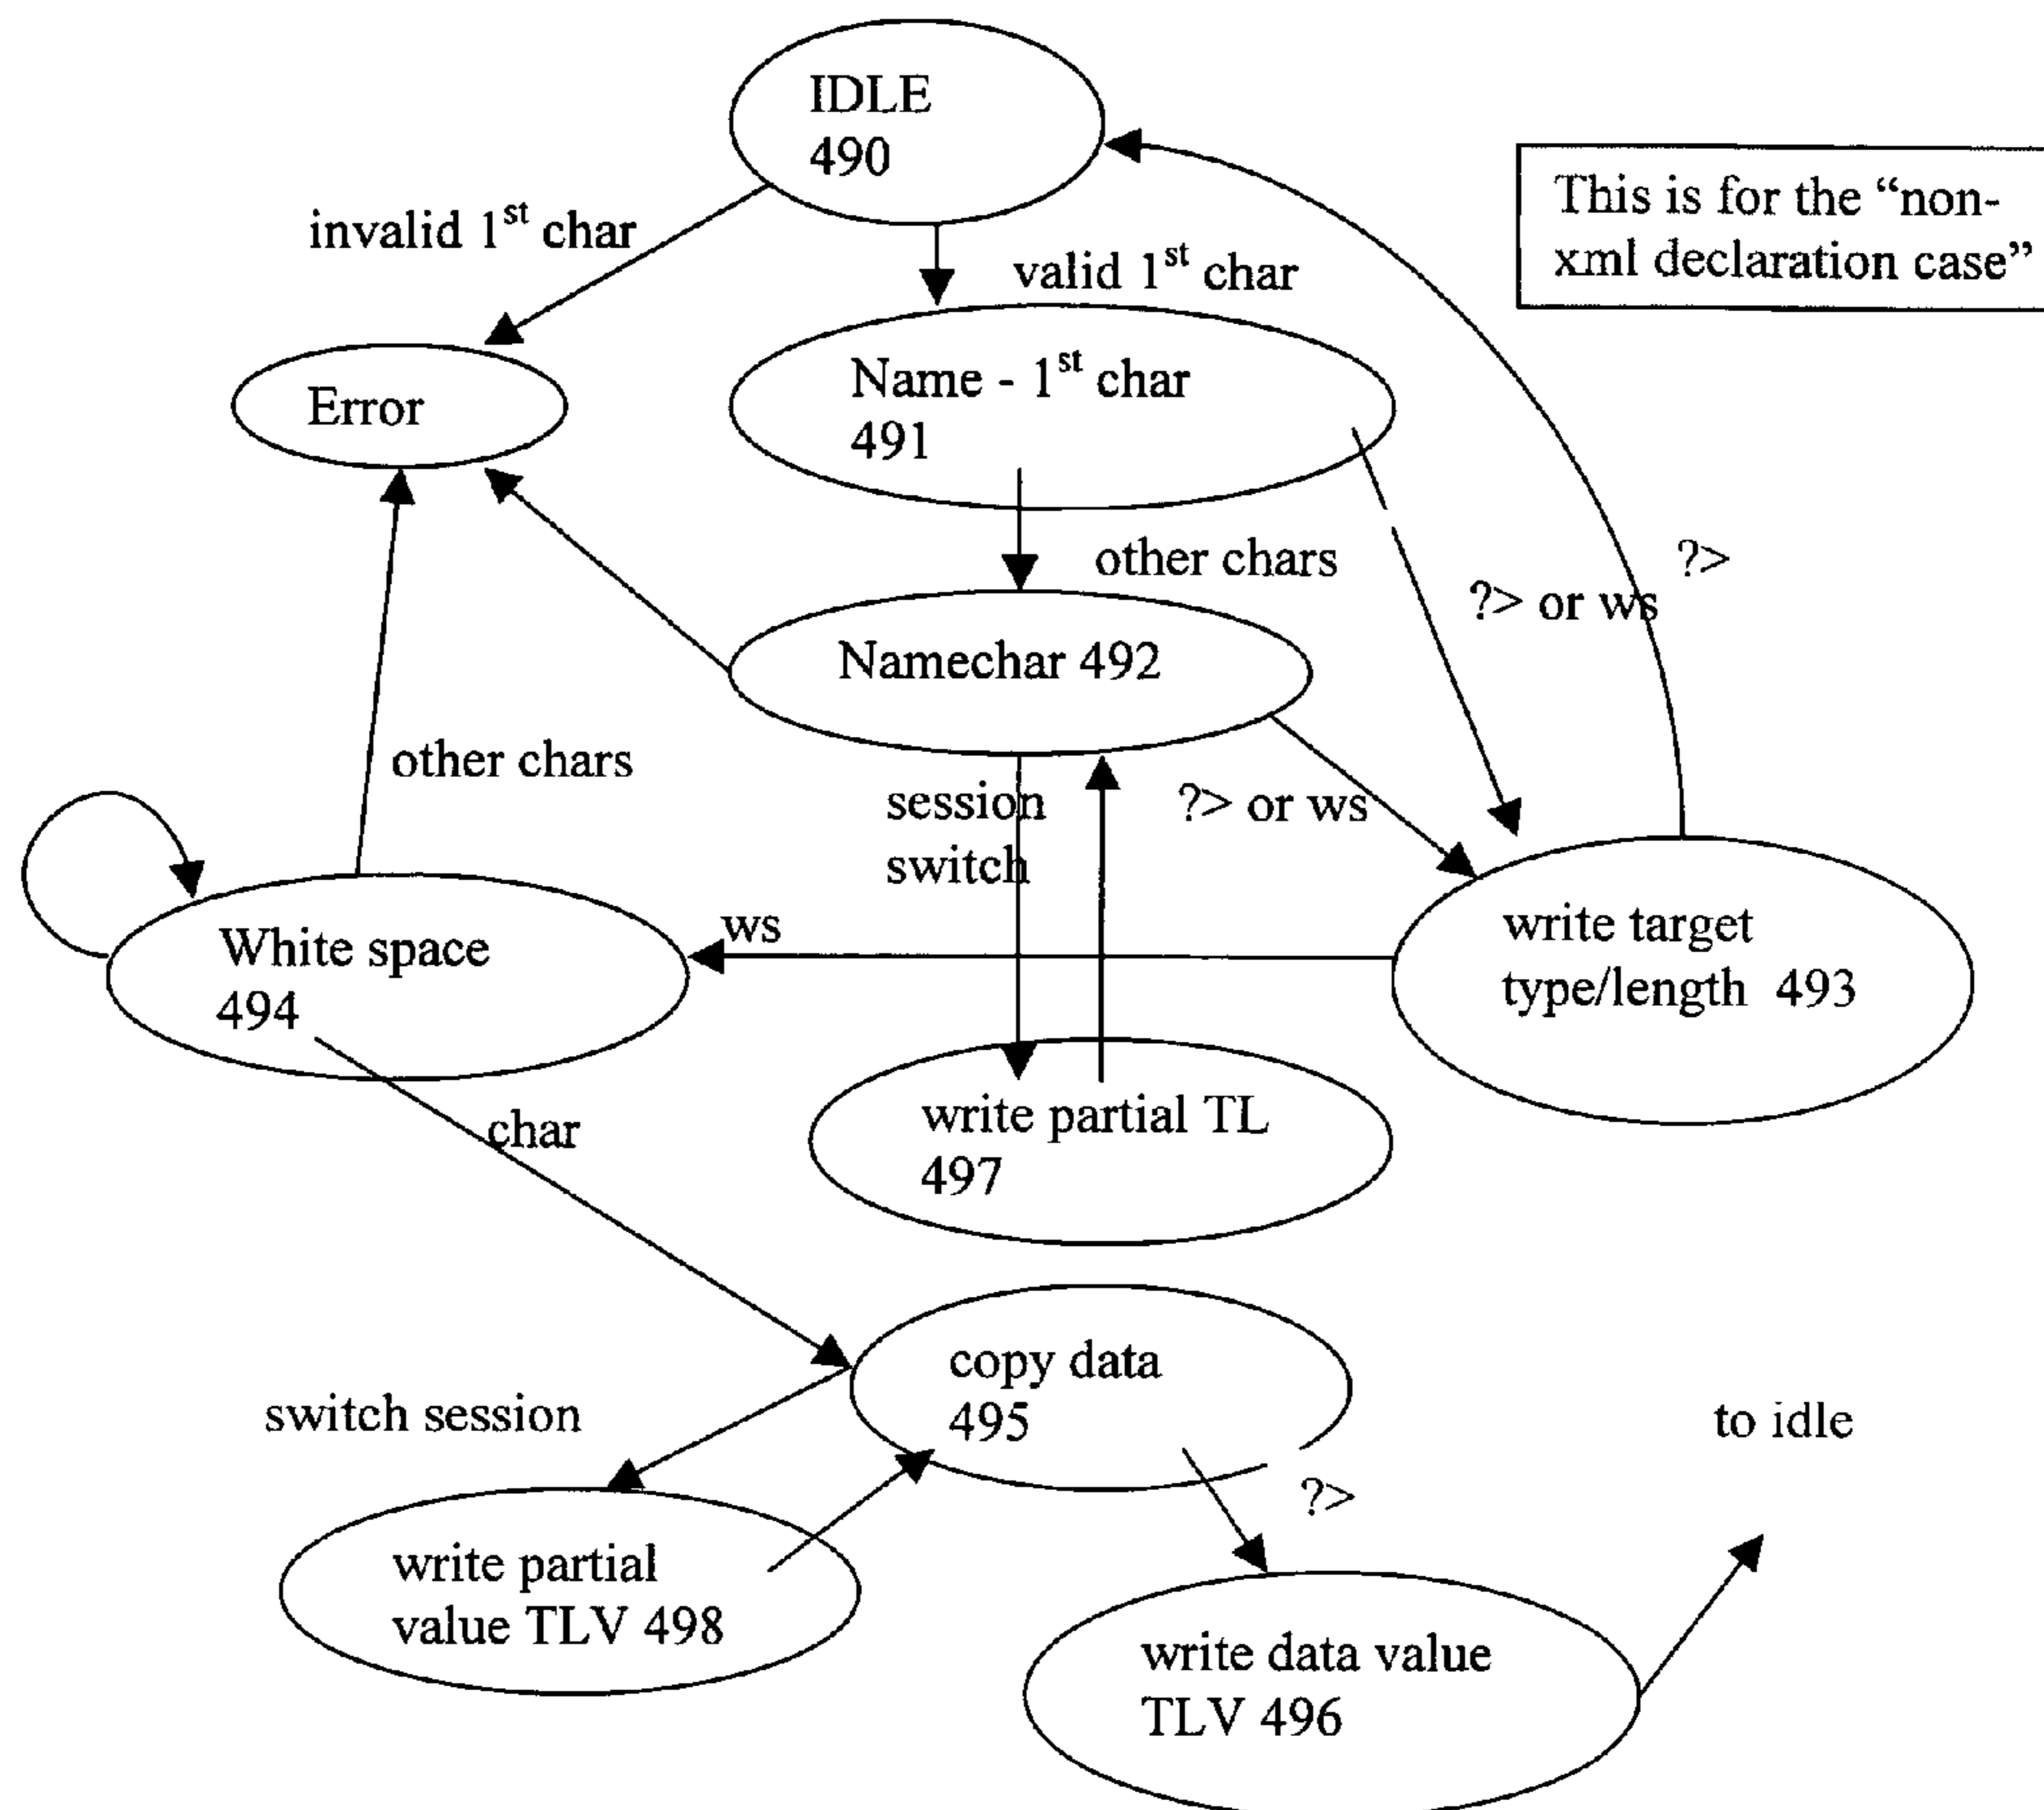 IDLE
490
This is for the “non-
xml declaration case”
invalid 1st char
valid 1st char
Name - 1st char
491
Error
other chars
?>
?> or ws
Namechar 492
other chars
session
switch
?> or ws
ws
White space
494
write target
type/length 493
write partial TL
497
char
copy data
495
switch session
to idle
?>
write partial
value TLV 498
write data value
TLV 496